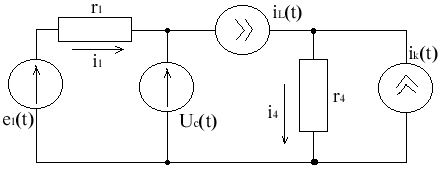 r1
i1
e1(t)
Uc(t)
iL(t)
i4
r4
ik(t)